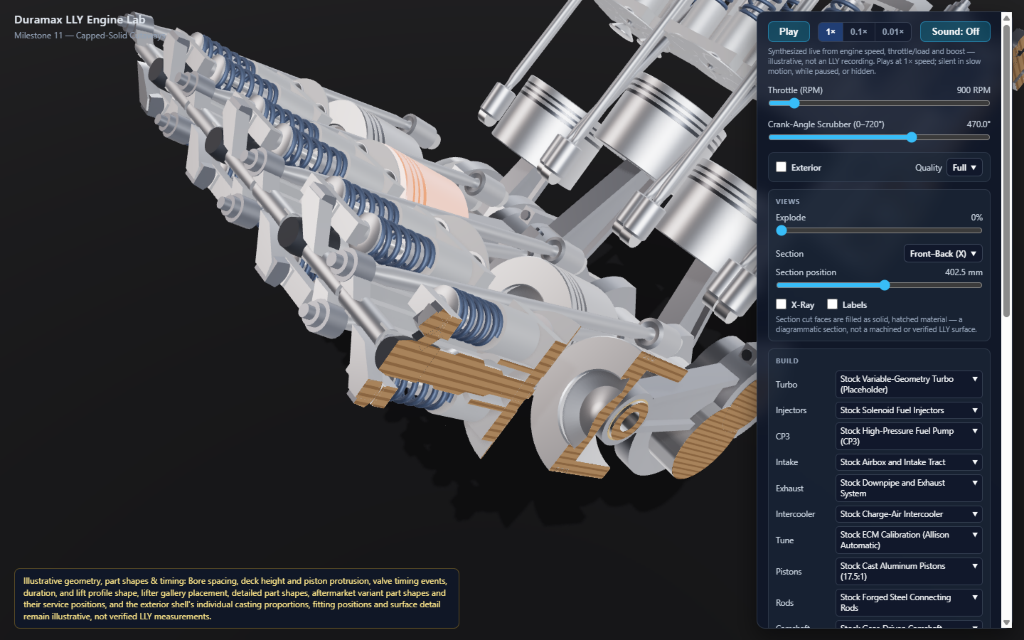 Duramax LLY Engine Lab
Milestone 11 — Capped-Solid
Play
1×
0.1×
0.01×
Sound: Off
Synthesized live from engine speed, throttle/load and boost —
illustrative, not an LLY recording. Plays at 1× speed; silent in slow
motion, while paused, or hidden.
Throttle (RPM)
900 RPM
Crank-Angle Scrubber (0–720°)
470.0°
Exterior
Quality
Full
VIEWS
Explode
0%
Section
Front–Back (X)
Section position
402.5 mm
X-Ray
Labels
Section cut faces are filled as solid, hatched material — a
diagrammatic section, not a machined or verified LLY surface.
BUILD
Turbo
Stock Variable-Geometry Turbo
(Placeholder)
Injectors
Stock Solenoid Fuel Injectors
CP3
Stock High-Pressure Fuel Pump
(CP3)
Intake
Stock Airbox and Intake Tract
Exhaust
Stock Downpipe and Exhaust
System
Intercooler
Stock Charge-Air Intercooler
Tune
Stock ECM Calibration (Allison
Automatic)
Pistons
Stock Cast Aluminum Pistons
(17.5:1)
Rods
Stock Forged Steel Connecting
Rods
Illustrative geometry, part shapes & timing: Bore spacing, deck height and piston protrusion, valve timing events,
duration, and lift profile shape, lifter gallery placement, detailed part shapes, aftermarket variant part shapes and
their service positions, and the exterior shell's individual casting proportions, fitting positions and surface detail
remain illustrative, not verified LLY measurements.